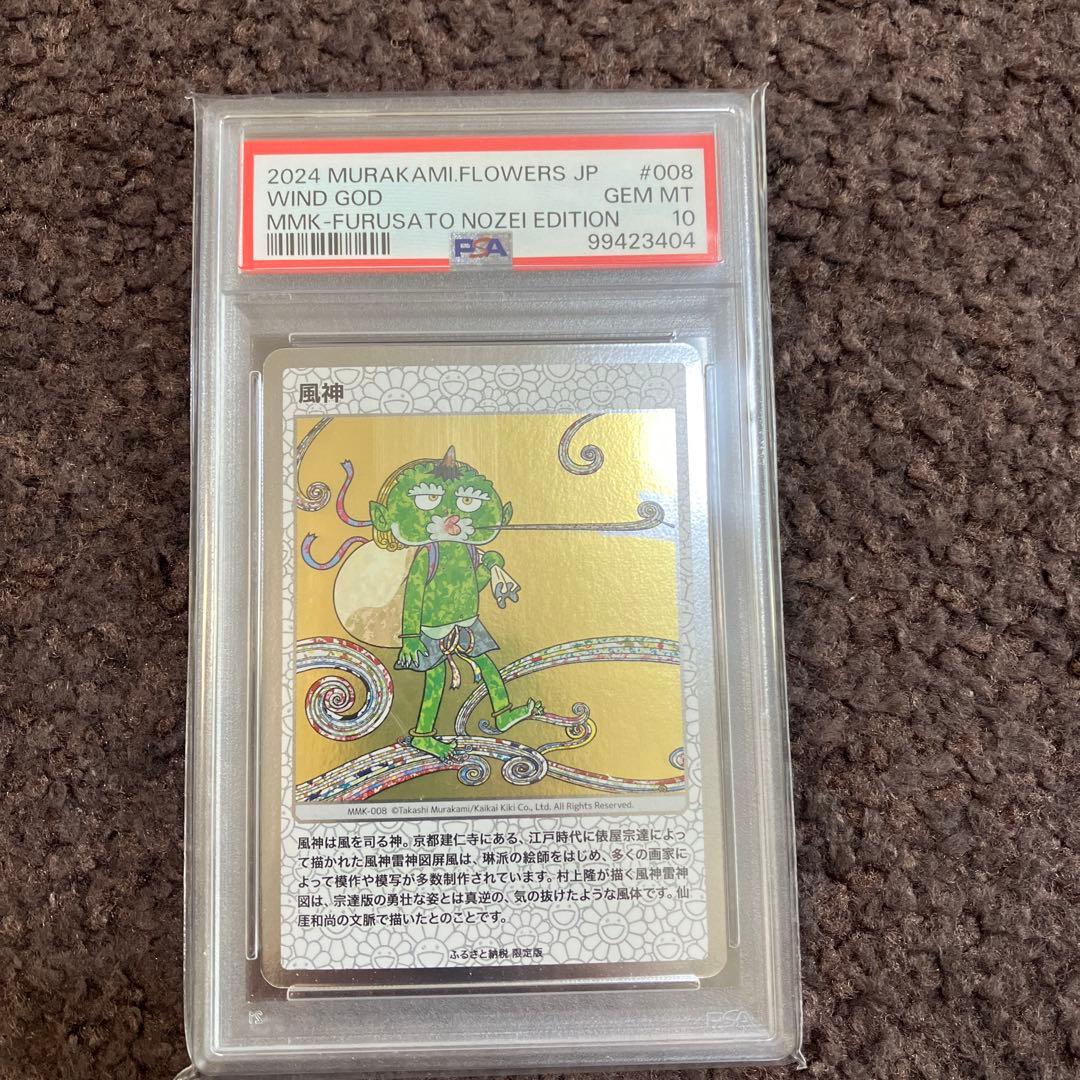 2024 MURAKAMI.FLOWERS JP #008
WIND GOD GEM MT
MMK-FURUSATO NOZEI EDITION 10
PSA 99423404
風神
MMK-008 ©Takashi Murakami/Kaikai Kiki Co., Ltd. All Rights Reserved.
風神は風を司る神。京都建仁寺にある、江戸時代に俵屋宗達によっ
て描かれた風神雷神図屏風は、琳派の絵師をはじめ、多くの画家に
よって模作や模写が多数制作されています。村上隆が描く風神雷神
図は、宗達版の勇壮な姿とは真逆の、気の抜けたような風体です。仙
厓和尚の文脈で描いたとのことです。
ふるさと納税 限定版
PSA